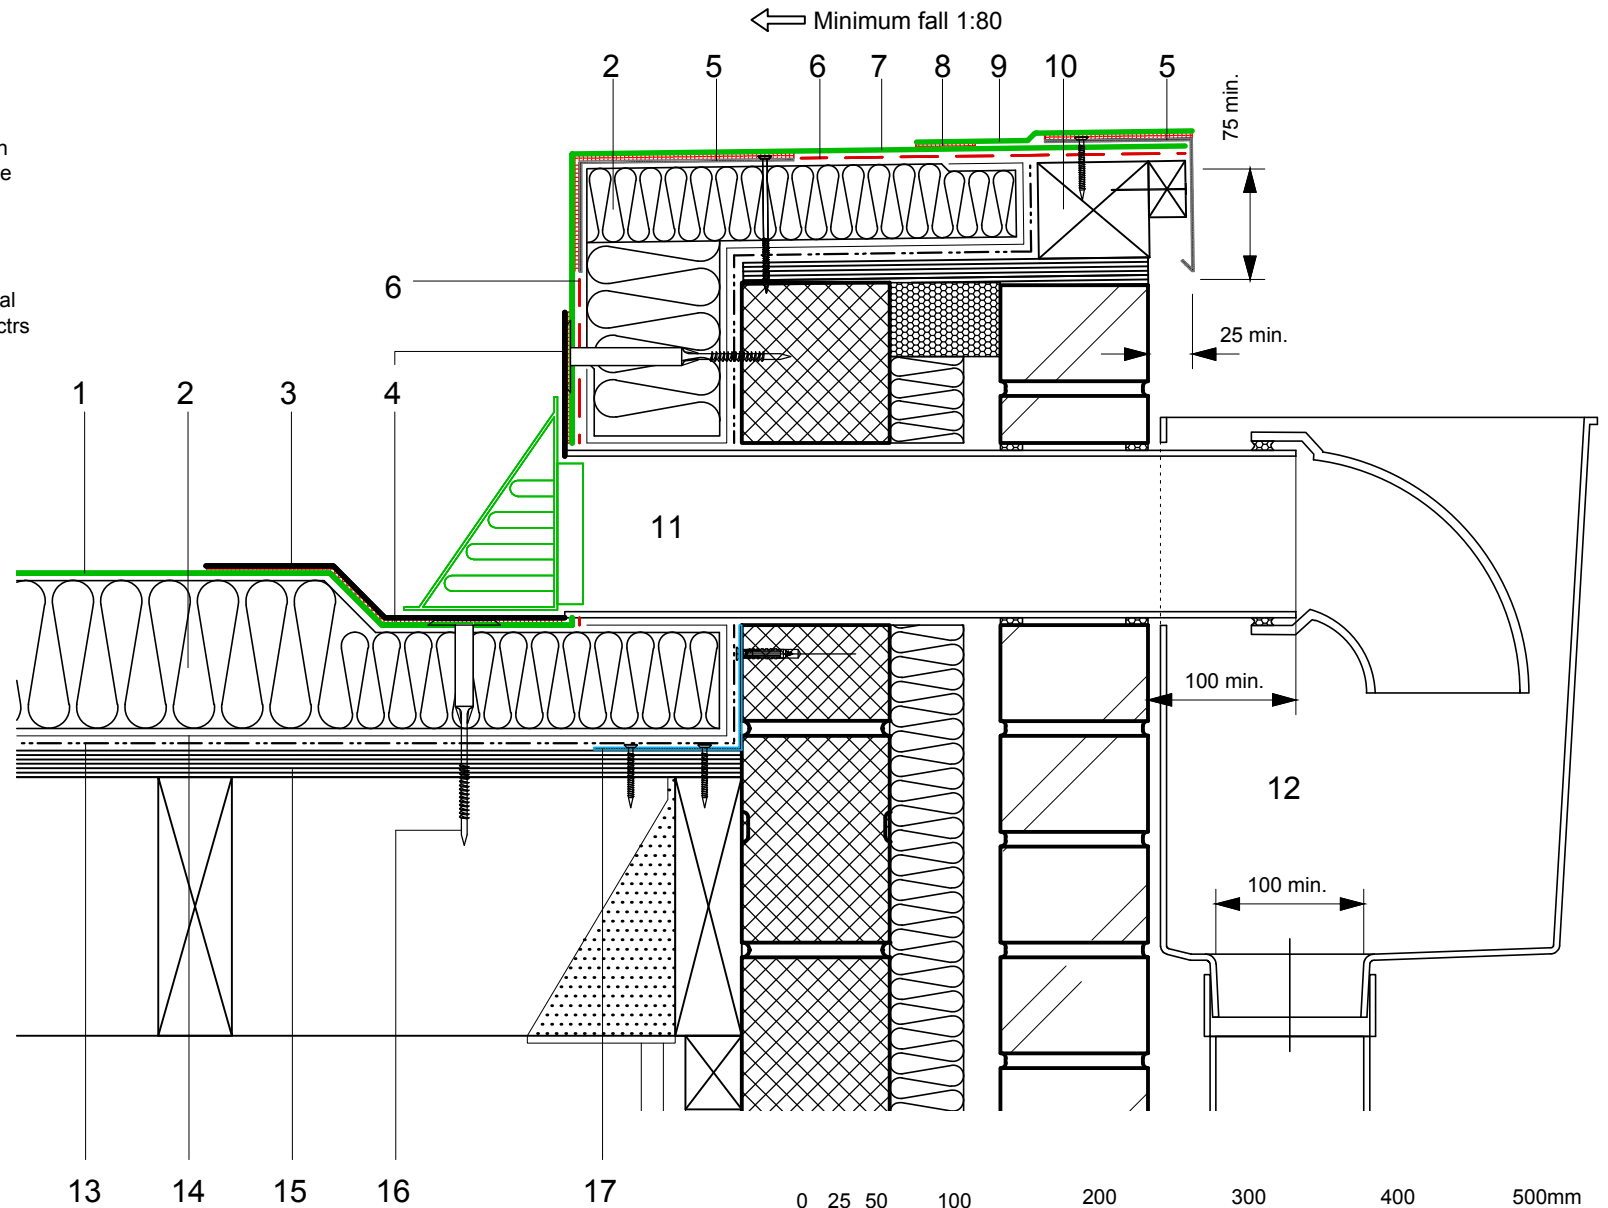 Minimum fall 1:80
2 5 6 7 8 9 10 5
75 min.
6
25 min.
1 2 3 4
11
100 min.
12
100 min.
13 14 15 16 17
0 25 50 100 200 300 400 500mm